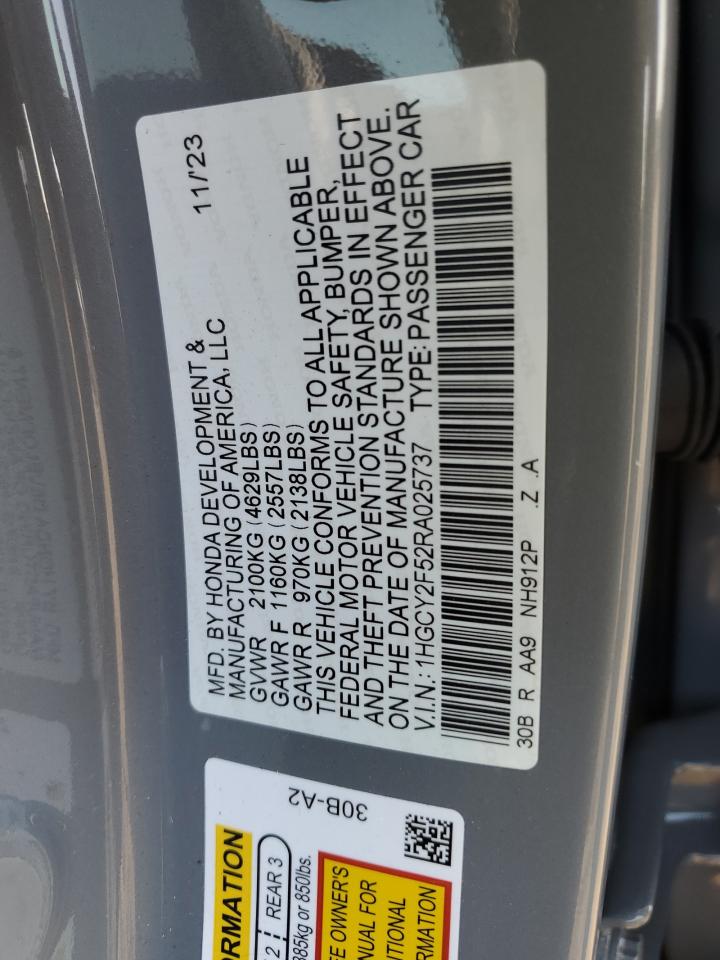 MFD. BY HONDA DEVELOPMENT & 11/'23
MANUFACTURING OF AMERICA, LLC
GVWR 2100KG (4629LBS)
GAWR F 1160KG (2557LBS)
GAWR R 970KG (2138LBS)
THIS VEHICLE CONFORMS TO ALL APPLICABLE
FEDERAL MOTOR VEHICLE SAFETY, BUMPER,
AND THEFT PREVENTION STANDARDS IN EFFECT
ON THE DATE OF MANUFACTURE SHOWN ABOVE.
V.I.N.: 1HGCY2F52RA025737 TYPE: PASSENGER CAR
30B R AA9 NH912P .Z .A
ORMATION
2 REAR 3
385kg or 850lbs.
E OWNER'S
NUAL FOR
ITIONAL
RMATION
30B-A2